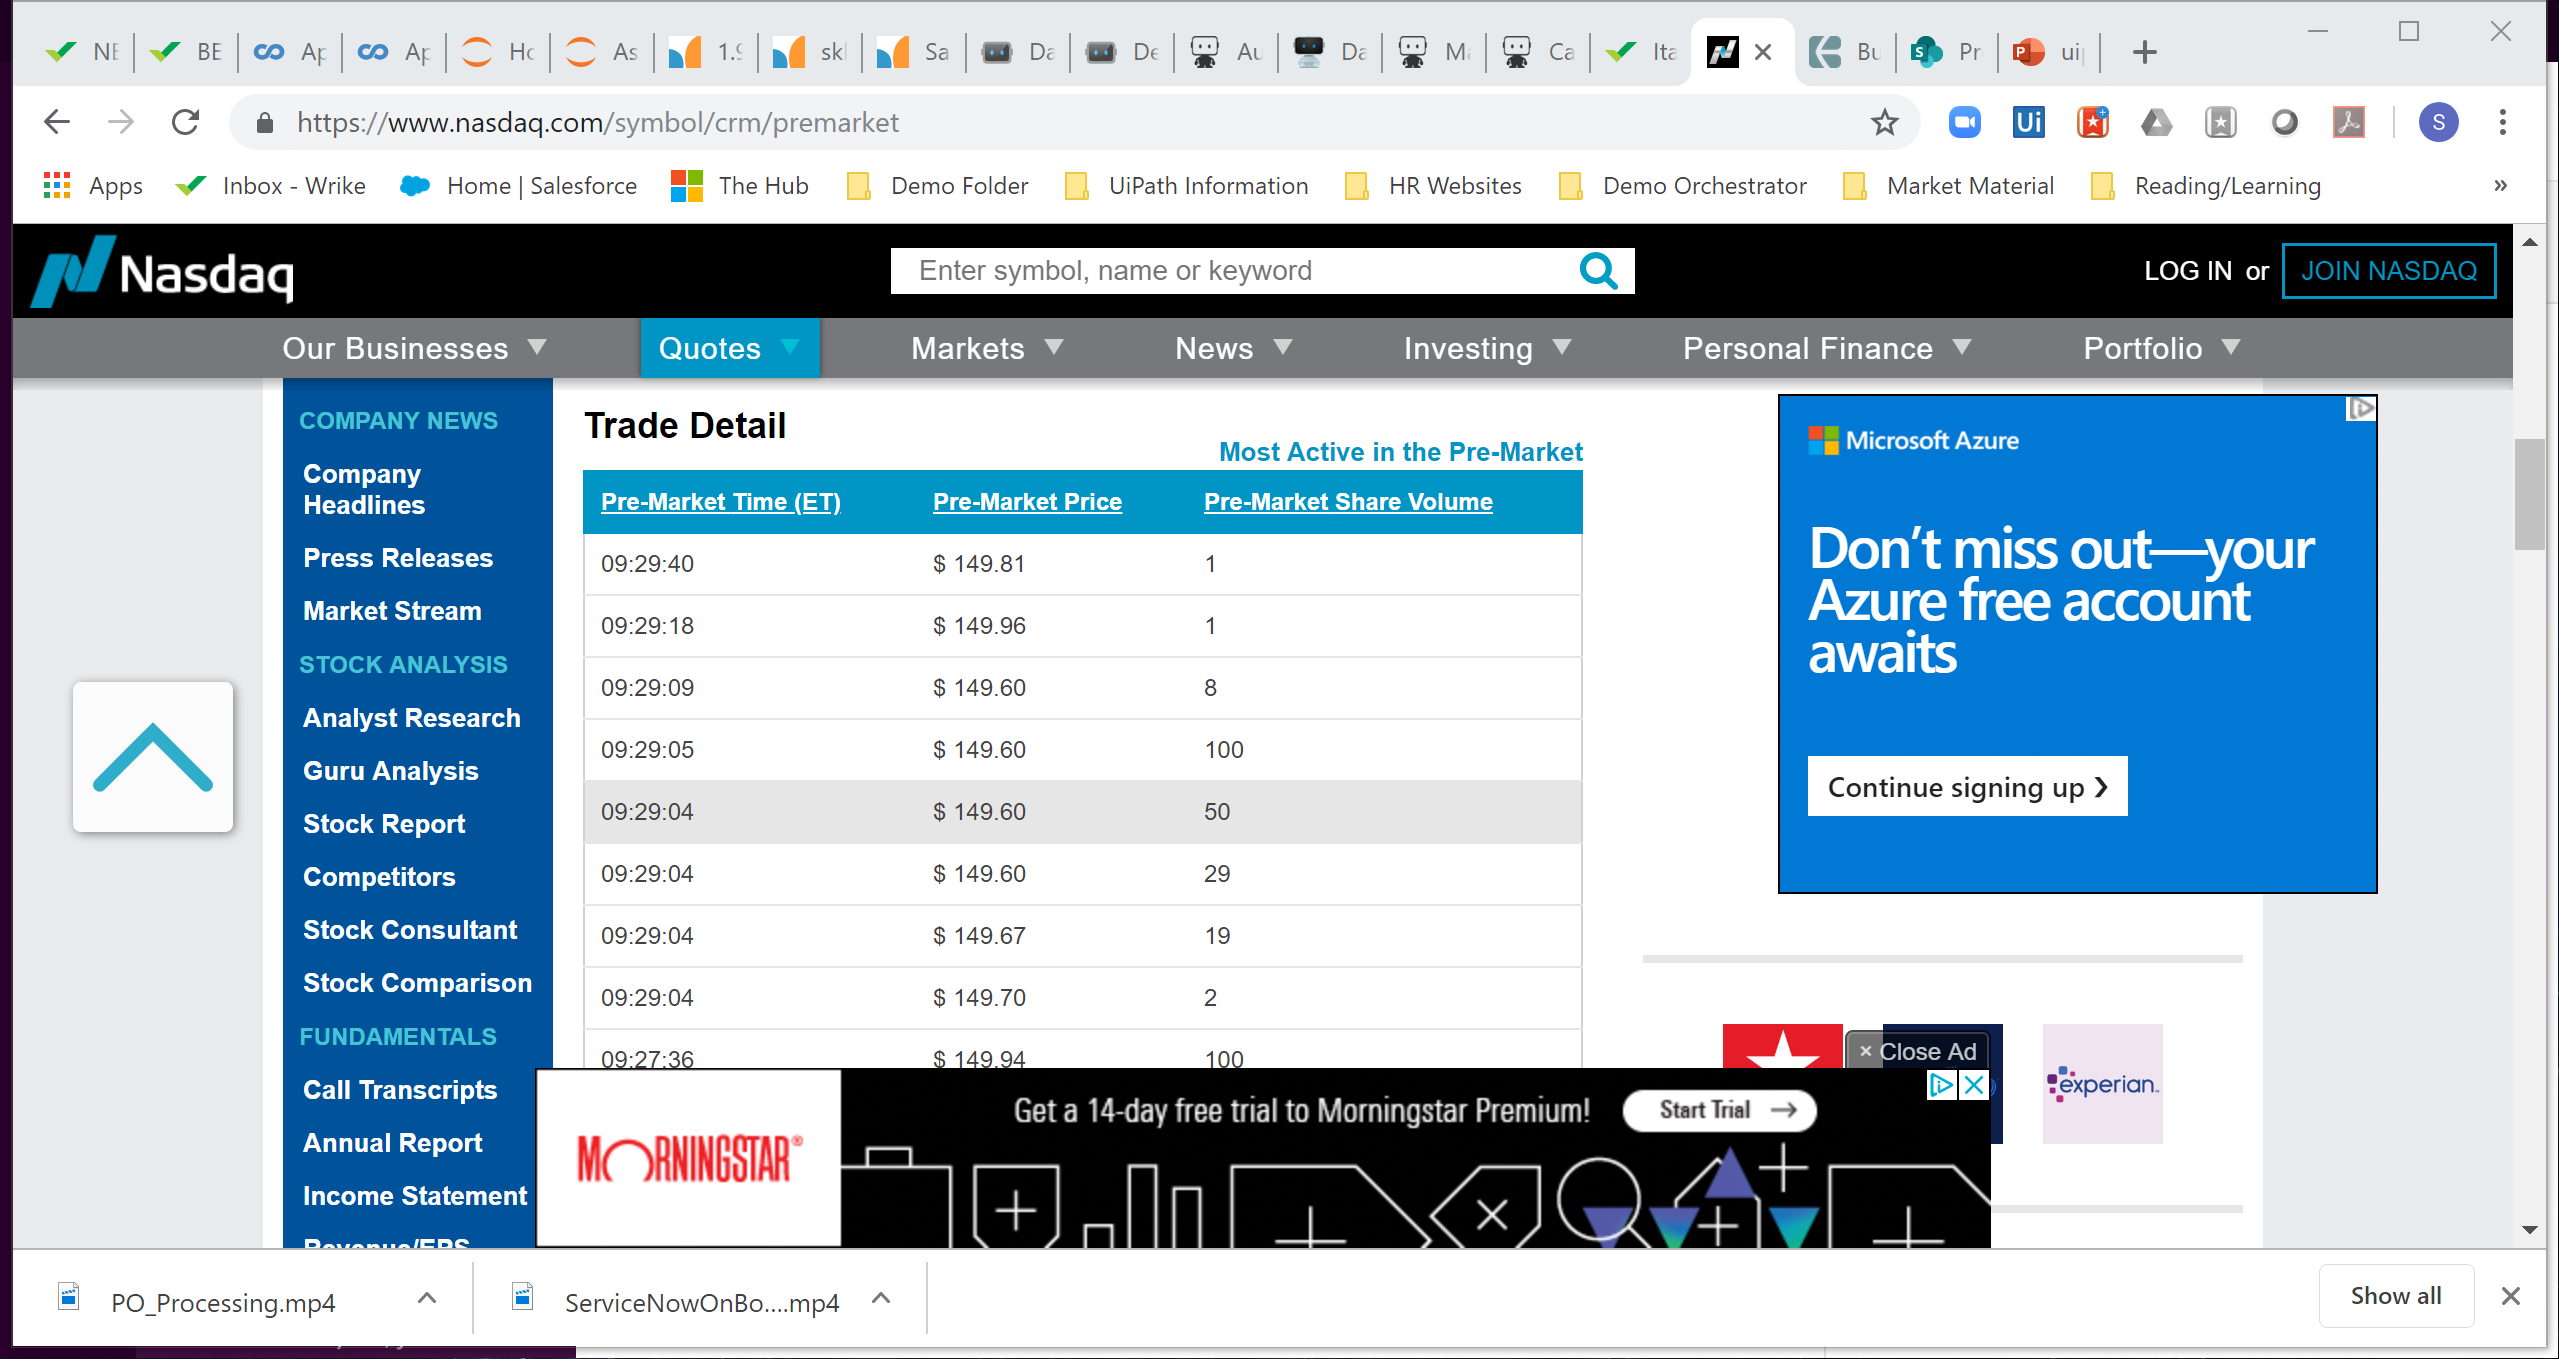 NE
BE
Ap
Ap
Ho
As
1.9
skl
Sa
Da
De
Au
Da
Ma
Ca
Ita
Bu
Pr
uip
https://www.nasdaq.com/symbol/crm/premarket
Ui
S
Apps
Inbox - Wrike
Home | Salesforce
The Hub
Demo Folder
UiPath Information
HR Websites
Demo Orchestrator
Market Material
Reading/Learning
»
Nasdaq
Enter symbol, name or keyword
LOG IN or JOIN NASDAQ
Our Businesses
Quotes
Markets
News
Investing
Personal Finance
Portfolio
COMPANY NEWS
Company
Headlines
Press Releases
Market Stream
STOCK ANALYSIS
Analyst Research
Guru Analysis
Stock Report
Competitors
Stock Consultant
Stock Comparison
FUNDAMENTALS
Call Transcripts
Annual Report
Income Statement
Revenue/EPS
Trade Detail
Most Active in the Pre-Market
Pre-Market Time (ET) Pre-Market Price Pre-Market Share Volume
09:29:40 $ 149.81 1
09:29:18 $ 149.96 1
09:29:09 $ 149.60 8
09:29:05 $ 149.60 100
09:29:04 $ 149.60 50
09:29:04 $ 149.60 29
09:29:04 $ 149.67 19
09:29:04 $ 149.70 2
09:27:36 $ 149.94 100
Microsoft Azure
Don't miss out—your
Azure free account
awaits
Continue signing up ❯
× Close Ad
experian™
MORNINGSTAR®
Get a 14-day free trial to Morningstar Premium!
Start Trial →
PO_Processing.mp4
ServiceNowOnBo....mp4
Show all